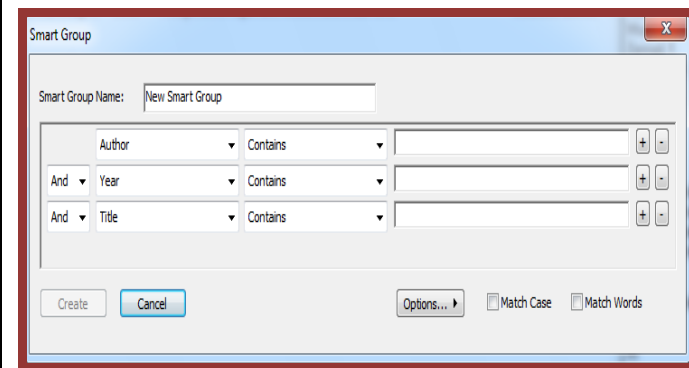 Smart Group
X
Smart Group Name: New Smart Group
Author Contains + -
And Year Contains + -
And Title Contains + -
Create Cancel Options... Match Case Match Words